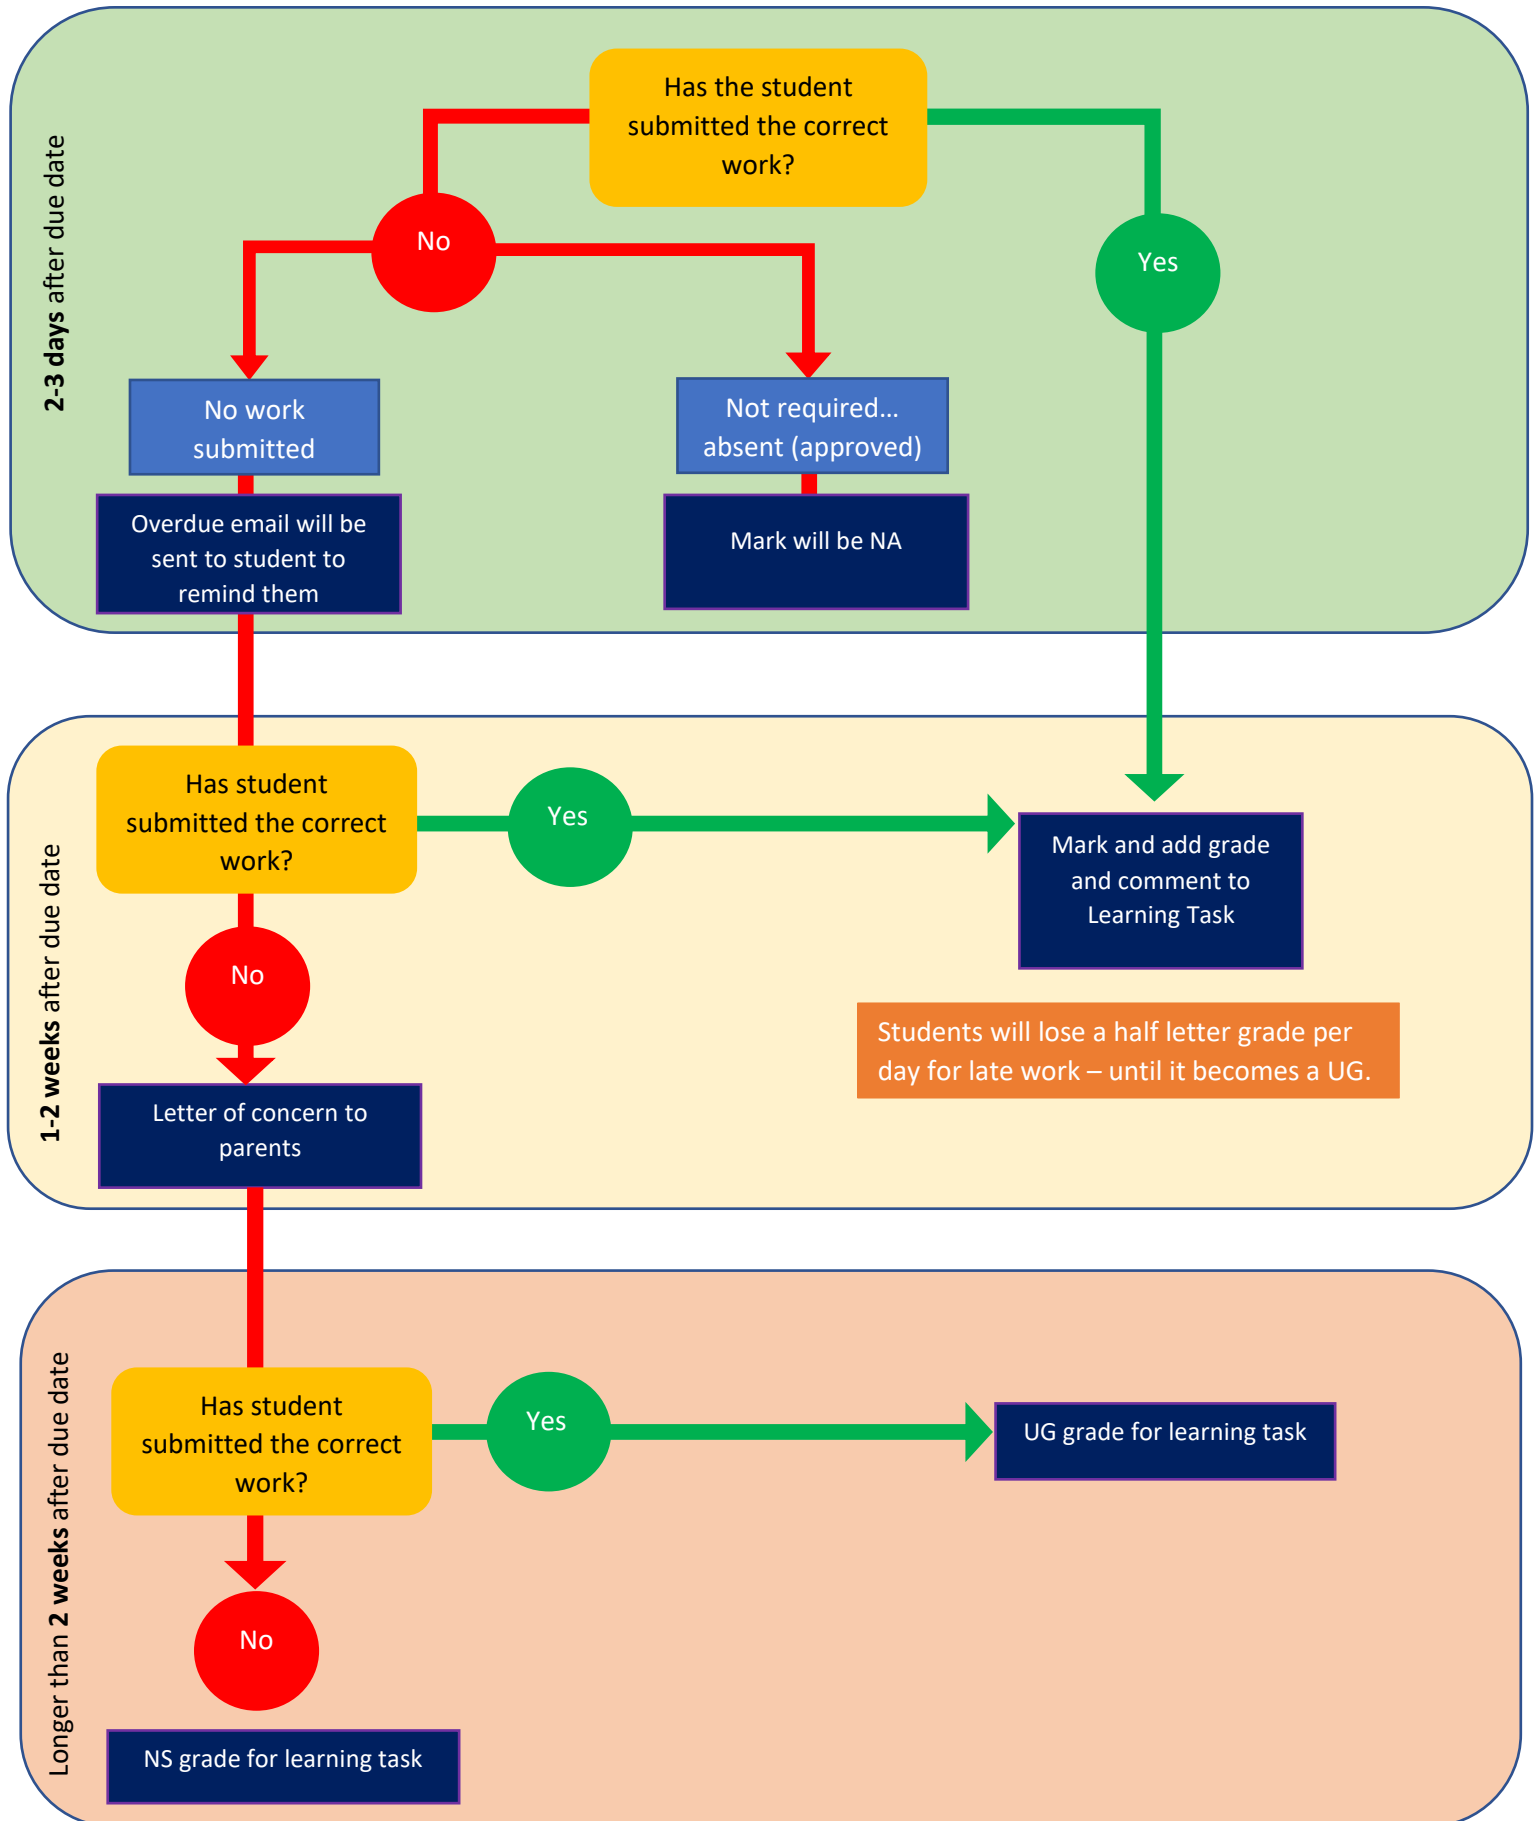 2-3 days after due date
Has the student
submitted the correct
work?
No
Yes
No work
submitted
Not required...
absent (approved)
Overdue email will be
sent to student to
remind them
Mark will be NA
1-2 weeks after due date
Has student
submitted the correct
work?
Yes
Mark and add grade
and comment to
Learning Task
No
Students will lose a half letter grade per
day for late work – until it becomes a UG.
Letter of concern to
parents
Longer than 2 weeks after due date
Has student
submitted the correct
work?
Yes
UG grade for learning task
No
NS grade for learning task